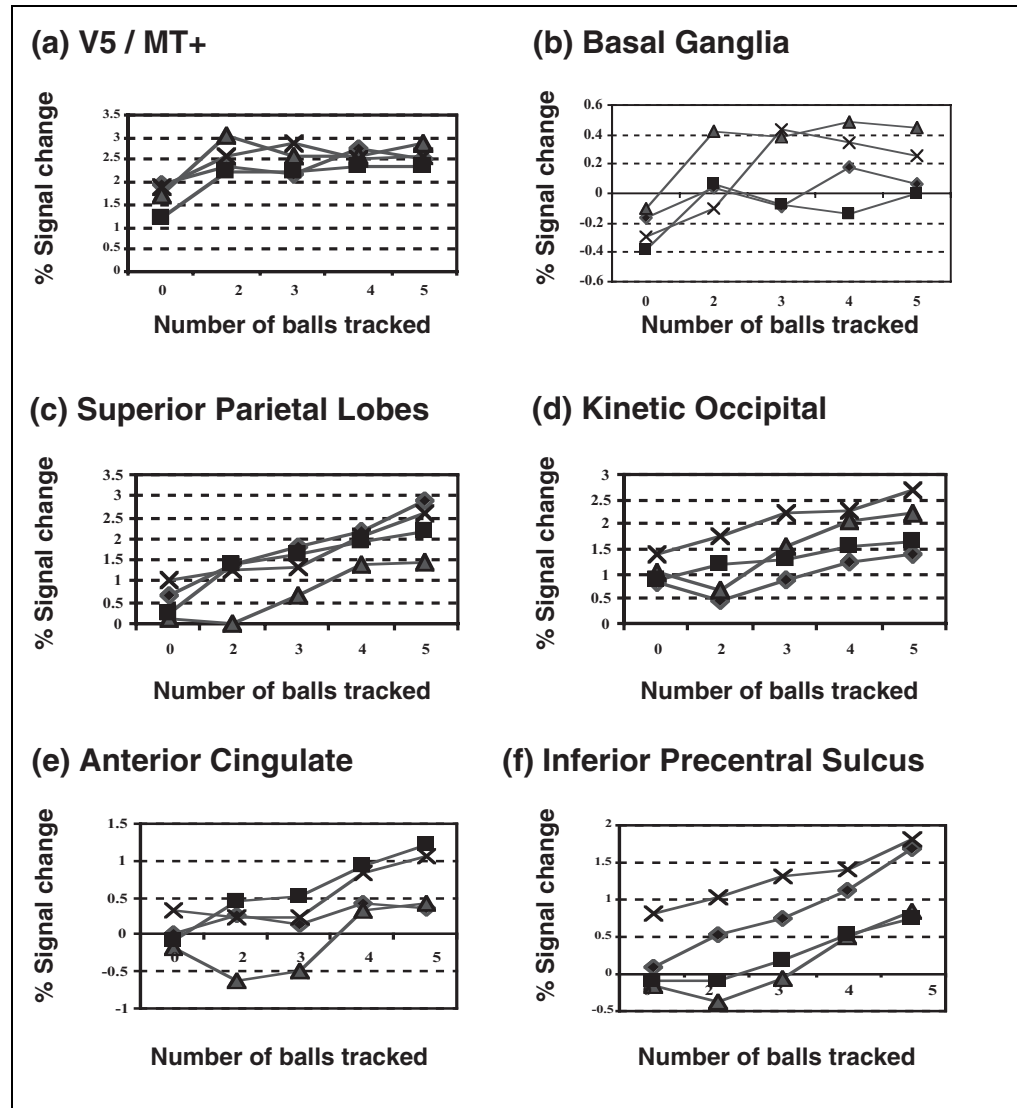 (a) V5 / MT+
% Signal change
3.5
3
2.5
2
1.5
1
0.5
0
0 2 3 4 5
Number of balls tracked
(b) Basal Ganglia
% Signal change
0.6
0.4
0.2
0
-0.2
-0.4
-0.6
0 2 3 4 5
Number of balls tracked
(c) Superior Parietal Lobes
% Signal change
3.5
3
2.5
2
1.5
1
0.5
0
0 2 3 4 5
Number of balls tracked
(d) Kinetic Occipital
% Signal change
3
2.5
2
1.5
1
0.5
0
0 2 3 4 5
Number of balls tracked
(e) Anterior Cingulate
% Signal change
1.5
1
0.5
0
-0.5
-1
0 2 3 4 5
Number of balls tracked
(f) Inferior Precentral Sulcus
% Signal change
2
1.5
1
0.5
0
-0.5
2 3 4 5
Number of balls tracked